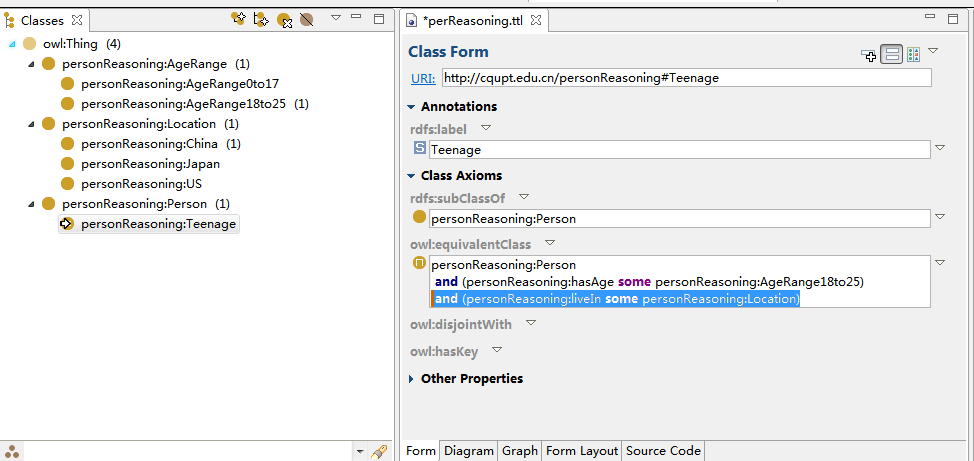 Classes
owl:Thing (4)
personReasoning:AgeRange (1)
personReasoning:AgeRange0to17
personReasoning:AgeRange18to25 (1)
personReasoning:Location (1)
personReasoning:China (1)
personReasoning:Japan
personReasoning:US
personReasoning:Person (1)
personReasoning:Teenage
*perReasoning.ttl
Class Form
URI: http://cqupt.edu.cn/personReasoning#Teenage
Annotations
rdfs:label
S Teenage
Class Axioms
rdfs:subClassOf
personReasoning:Person
owl:equivalentClass
personReasoning:Person
and (personReasoning:hasAge some personReasoning:AgeRange18to25)
and (personReasoning:liveIn some personReasoning:Location)
owl:disjointWith
owl:hasKey
Other Properties
Form Diagram Graph Form Layout Source Code